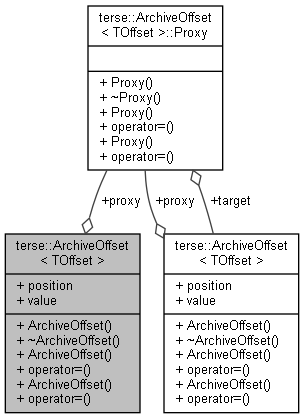 terse::ArchiveOffset
< TOffset >::Proxy
+ Proxy()
+ ~Proxy()
+ Proxy()
+ operator=()
+ Proxy()
+ operator=()
+proxy
+proxy
+target
terse::ArchiveOffset
< TOffset >
+ position
+ value
+ ArchiveOffset()
+ ~ArchiveOffset()
+ ArchiveOffset()
+ operator=()
+ ArchiveOffset()
+ operator=()
terse::ArchiveOffset
< TOffset >
+ position
+ value
+ ArchiveOffset()
+ ~ArchiveOffset()
+ ArchiveOffset()
+ operator=()
+ ArchiveOffset()
+ operator=()